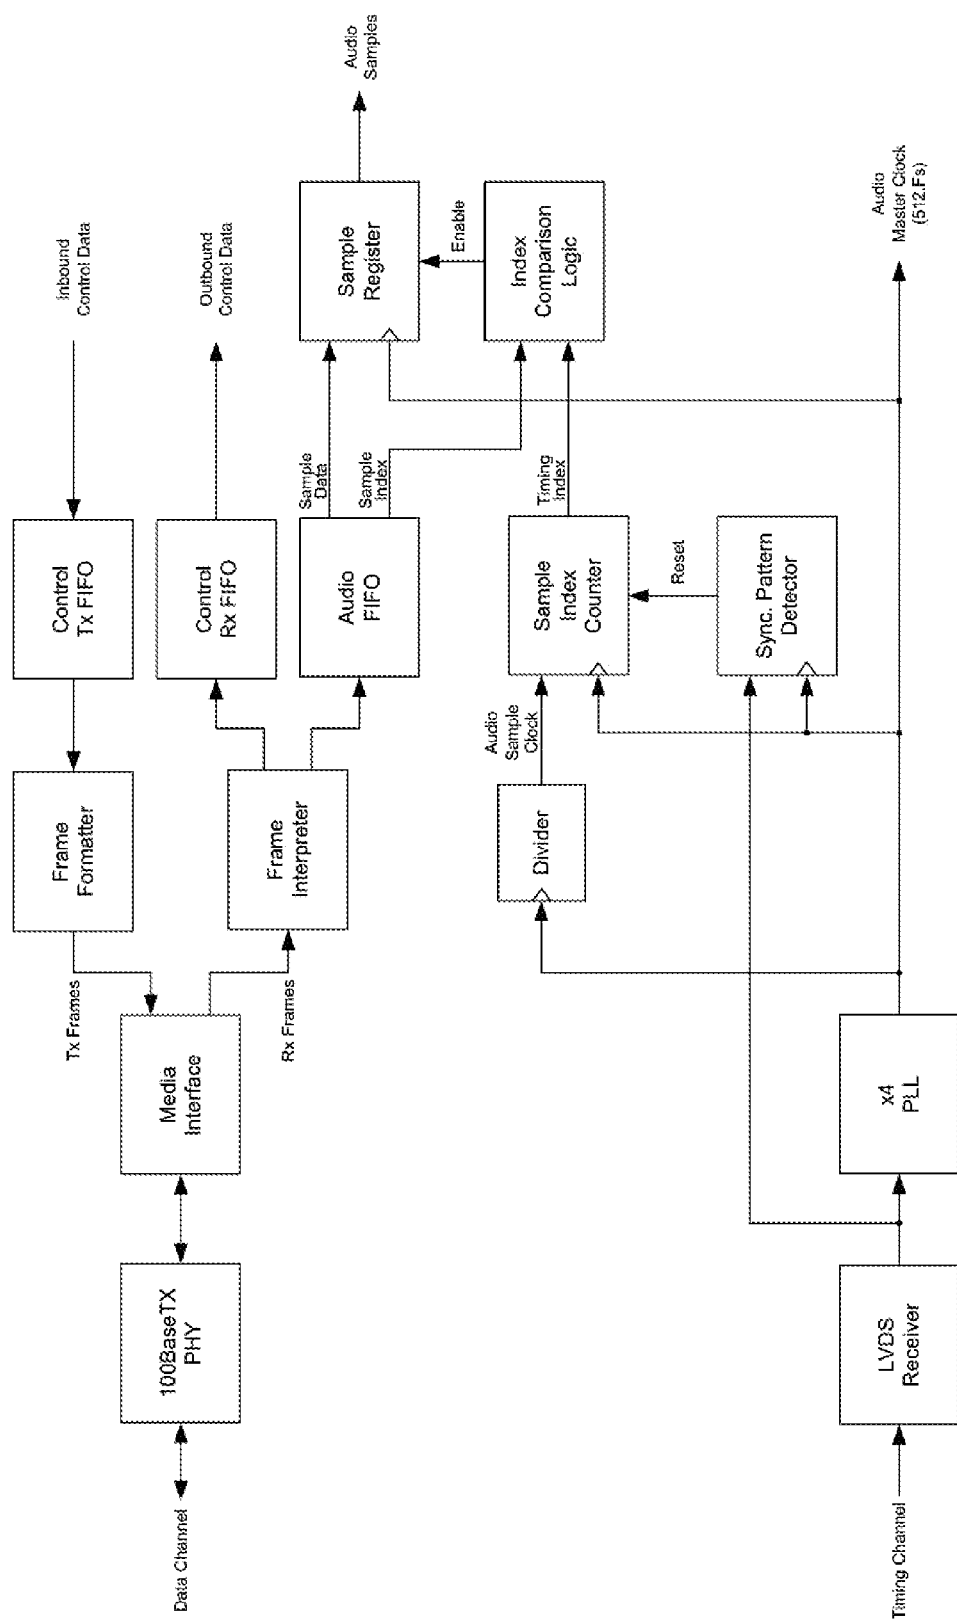 Inbound
Control Data
Outbound
Control Data
Audio
Samples
Control
Tx FIFO
Control
Rx FIFO
Audio
FIFO
Sample
Data
Sample
Index
Sample
Register
Enable
Index
Comparison
Logic
Frame
Formatter
Frame
Interpreter
Tx Frames
Rx Frames
Media
Interface
100BaseTX
PHY
Data Channel
Timing
Index
Sample
Index
Counter
Reset
Sync. Pattern
Detector
Audio
Sample
Clock
Divider
Audio
Master Clock
(512.Fs)
x4
PLL
LVDS
Receiver
Timing Channel